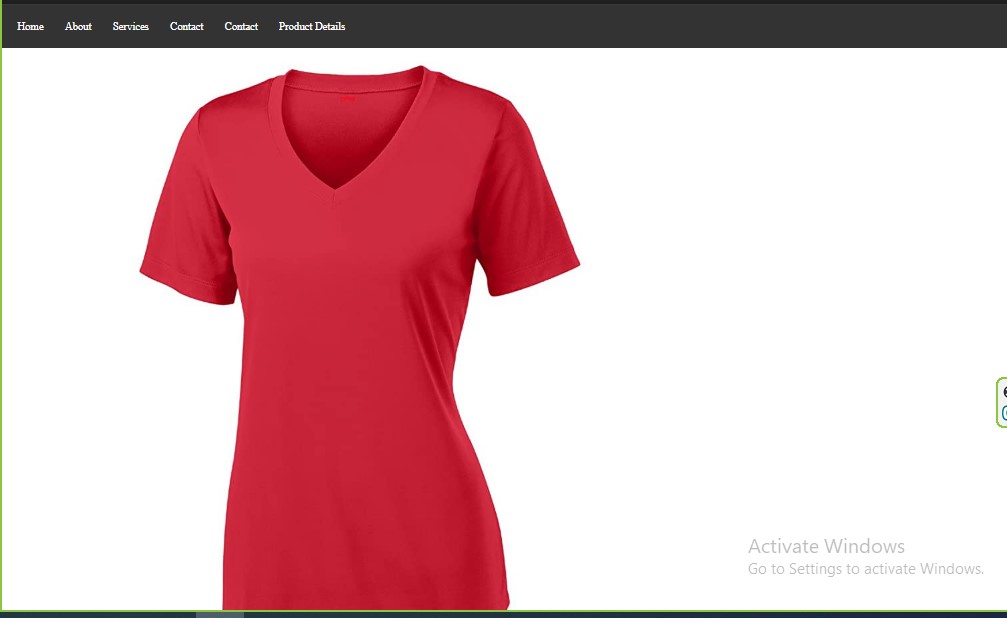 Home About Services Contact Contact Product Details
Activate Windows
Go to Settings to activate Windows.